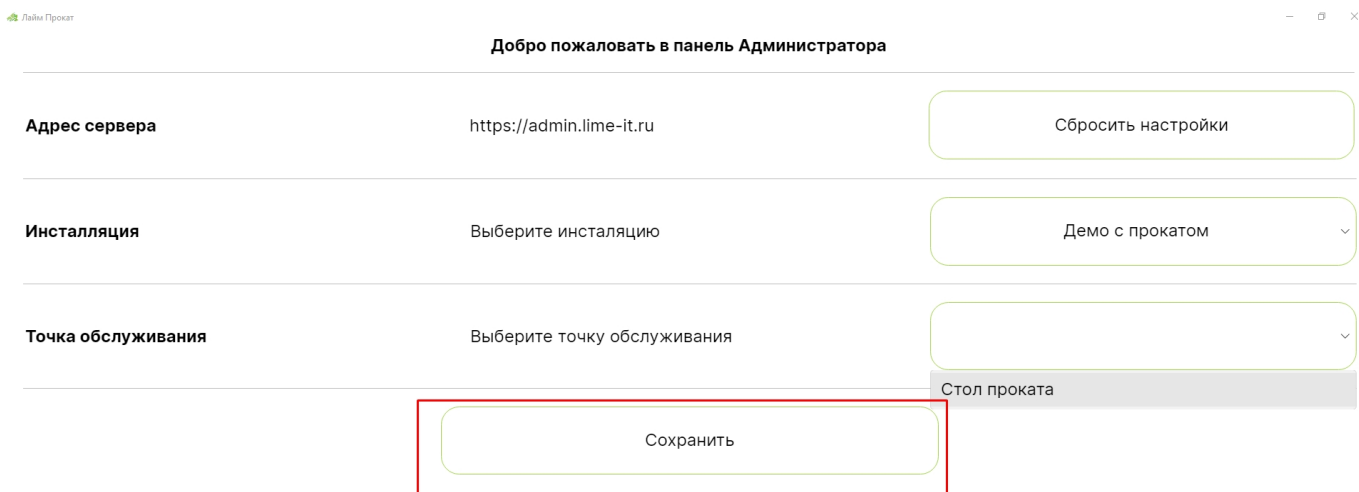 Лайм Прокат
Добро пожаловать в панель Администратора
Адрес сервера
https://admin.lime-it.ru
Сбросить настройки
Инсталляция
Выберите инсталяцию
Демо с прокатом
Точка обслуживания
Выберите точку обслуживания
Стол проката
Сохранить